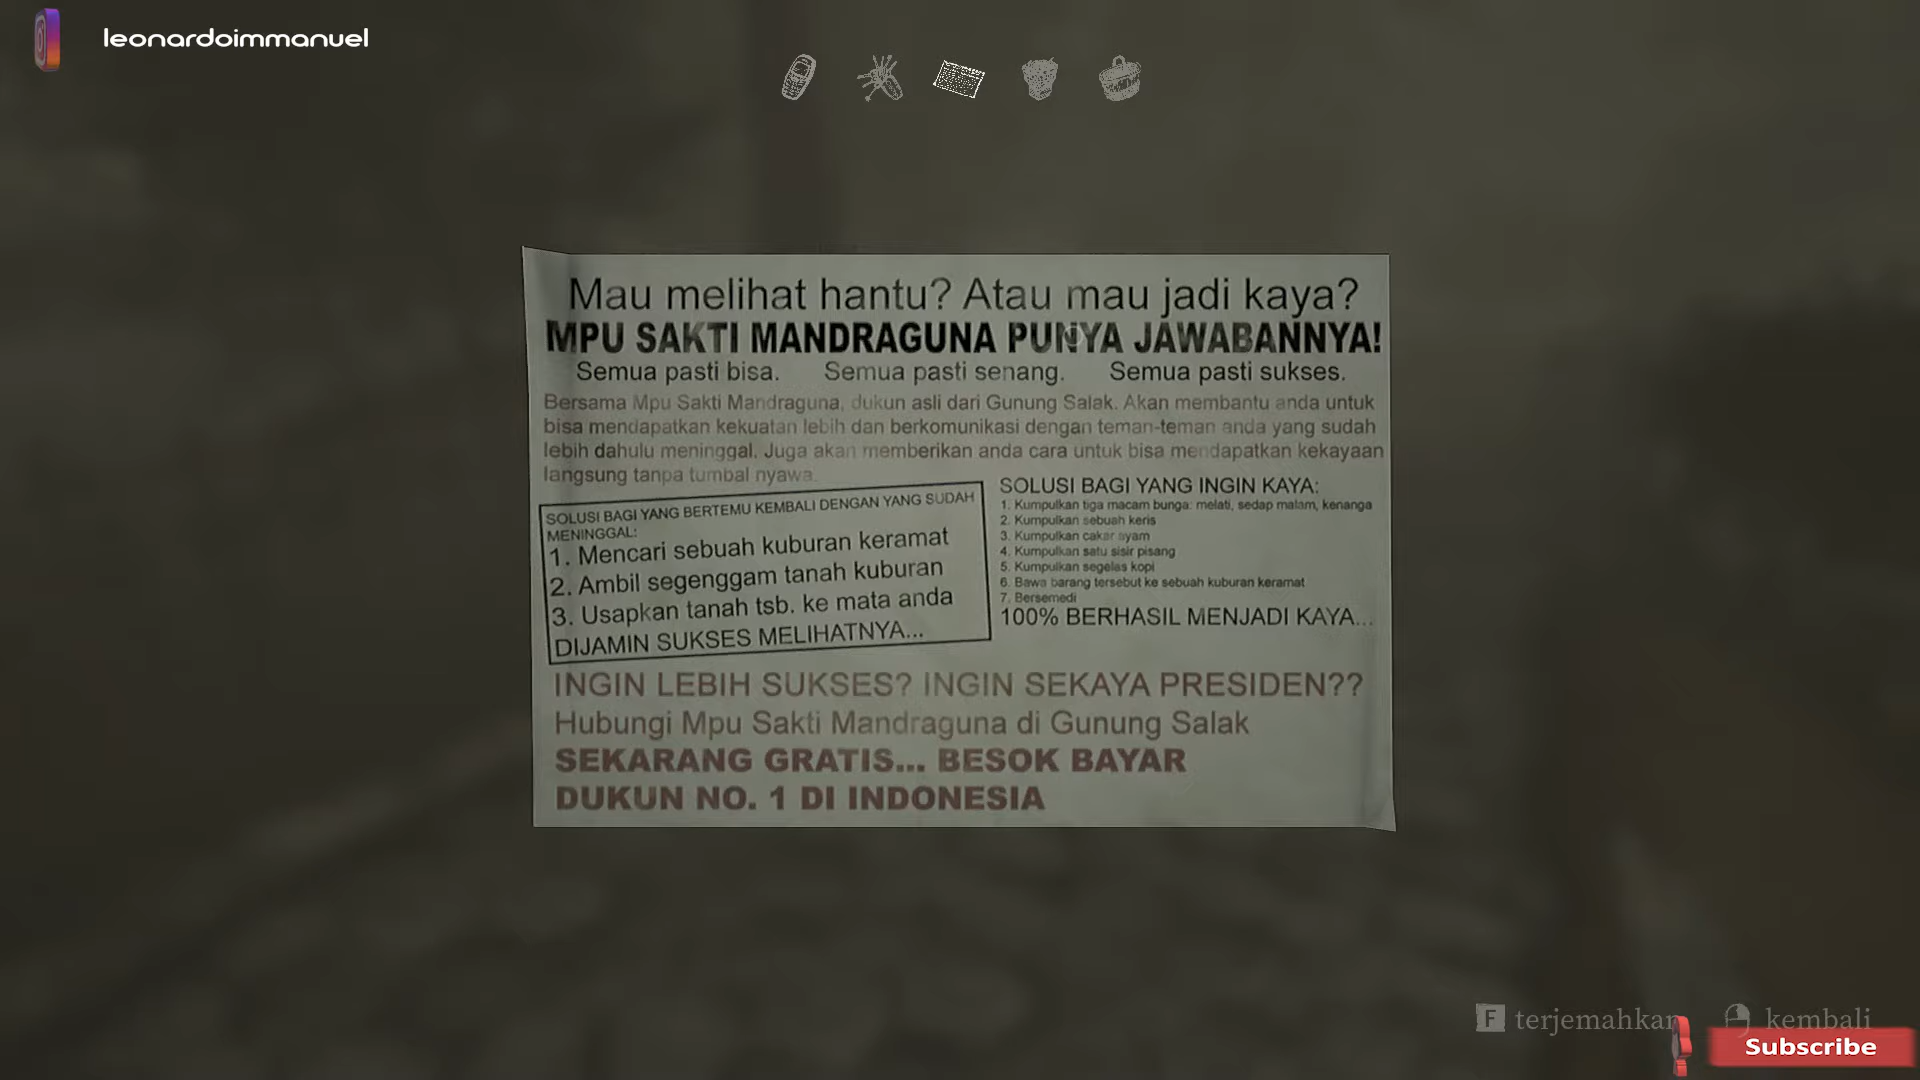 leonardoimmanuel
Mau melihat hantu? Atau mau jadi kaya?
MPU SAKTI MANDRAGUNA PUNYA JAWABANNYA!
Semua pasti bisa. Semua pasti senang. Semua pasti sukses.
Bersama Mpu Sakti Mandraguna, dukun asli dari Gunung Salak. Akan membantu anda untuk
bisa mendapatkan kekuatan lebih dan berkomunikasi dengan teman-teman anda yang sudah
lebih dahulu meninggal. Juga akan memberikan anda cara untuk bisa mendapatkan kekayaan
langsung tanpa tumbal nyawa.
SOLUSI BAGI YANG BERTEMU KEMBALI DENGAN YANG SUDAH
MENINGGAL:
1. Mencari sebuah kuburan keramat
2. Ambil segenggam tanah kuburan
3. Usapkan tanah tsb. ke mata anda
DIJAMIN SUKSES MELIHATNYA...
SOLUSI BAGI YANG INGIN KAYA:
1. Kumpulkan tiga macam bunga: melati, sedap malam, kenanga
2. Kumpulkan sebuah keris
3. Kumpulkan cakar ayam
4. Kumpulkan satu sisir pisang
5. Kumpulkan segelas kopi
6. Bawa barang tersebut ke sebuah kuburan keramat
7. Bersemedi
100% BERHASIL MENJADI KAYA...
INGIN LEBIH SUKSES? INGIN SEKAYA PRESIDEN??
Hubungi Mpu Sakti Mandraguna di Gunung Salak
SEKARANG GRATIS... BESOK BAYAR
DUKUN NO. 1 DI INDONESIA
F terjemahkan kembali
Subscribe